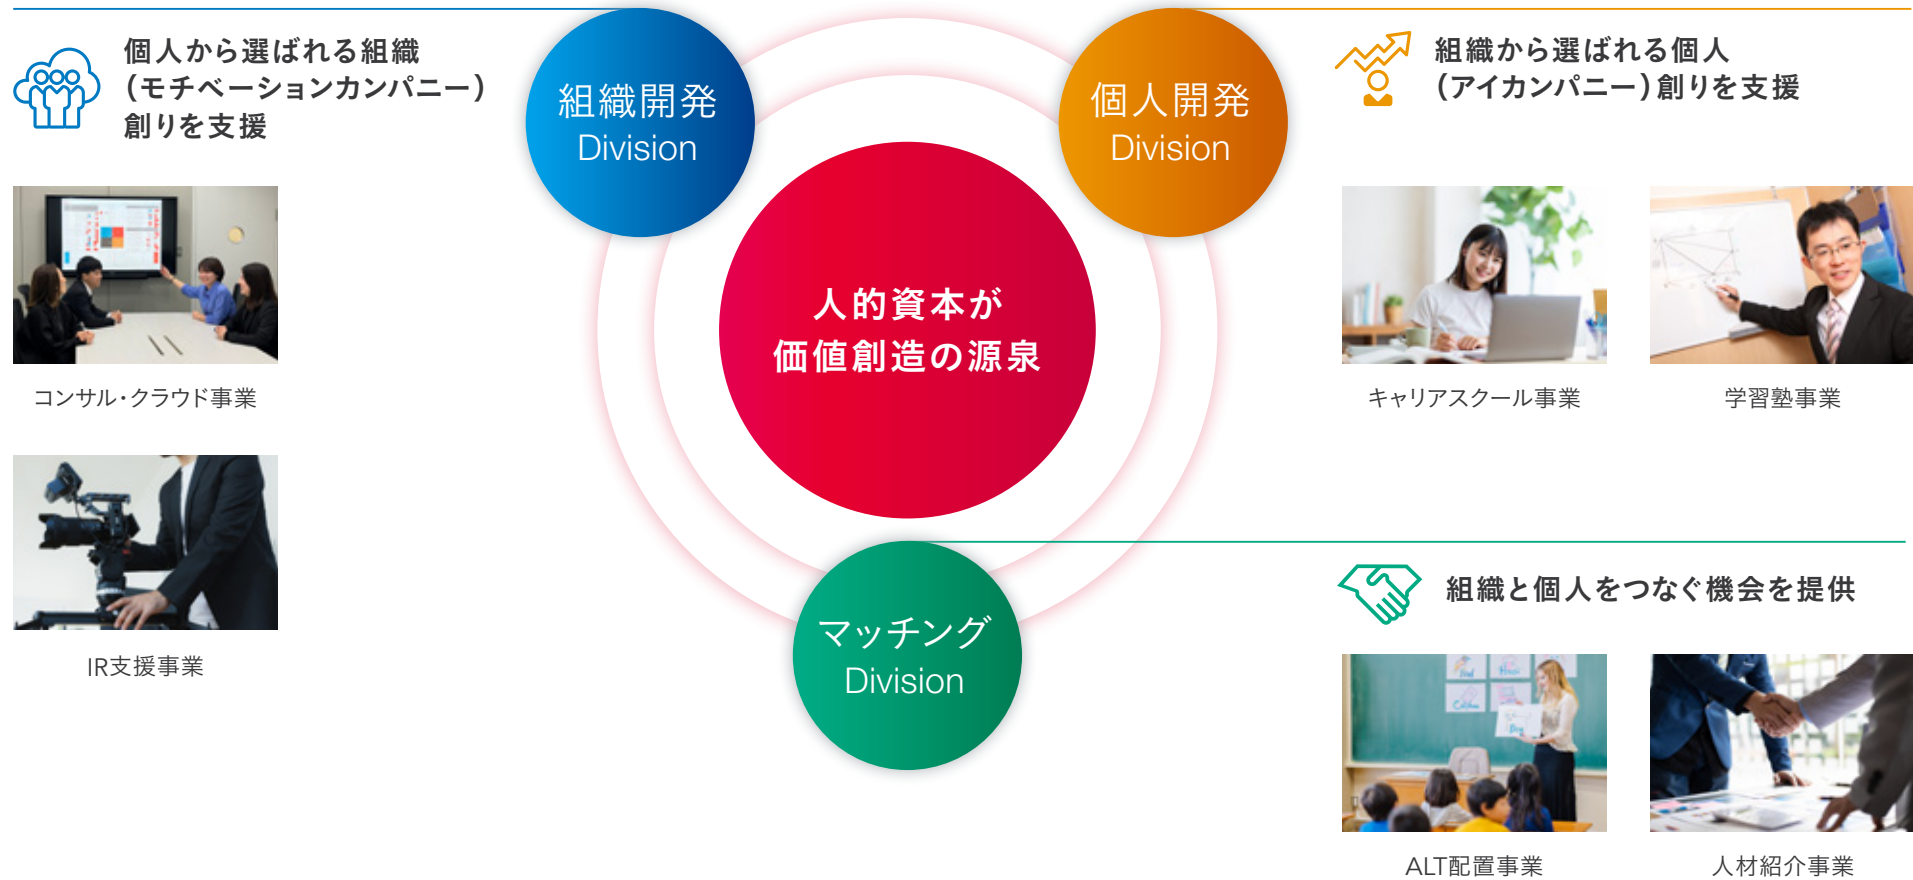 個人から選ばれる組織
（モチベーションカンパニー）
創りを支援
コンサル・クラウド事業
IR支援事業
組織開発
Division
個人開発
Division
人的資本が
価値創造の源泉
マッチング
Division
組織から選ばれる個人
（アイカンパニー）創りを支援
キャリアスクール事業
学習塾事業
組織と個人をつなぐ機会を提供
ALT配置事業
人材紹介事業